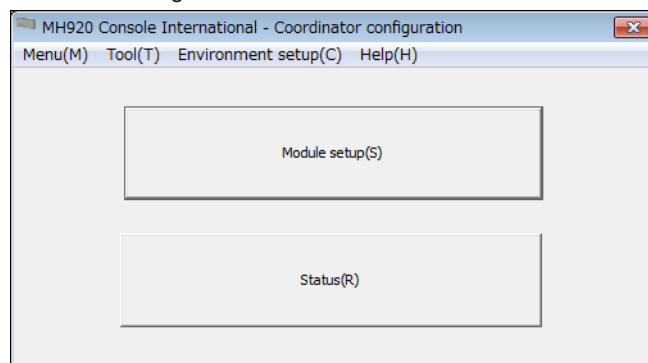 MH920 Console International - Coordinator configuration
Menu(M) Tool(T) Environment setup(C) Help(H)
Module setup(S)
Status(R)